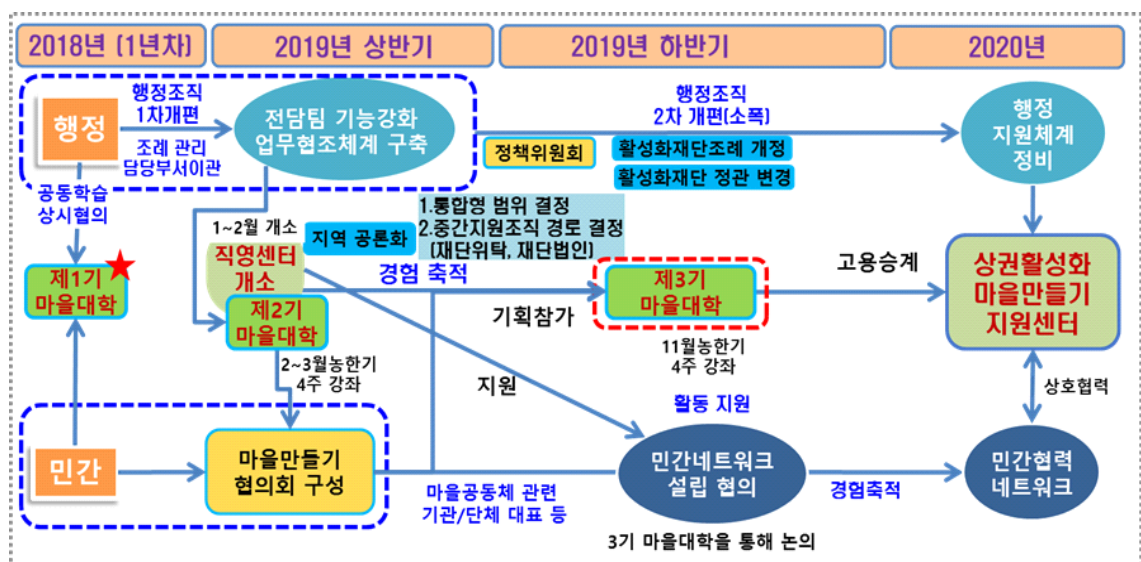 2018년 (1년차)
2019년 상반기
2019년 하반기
2020년
행정
행정조직
1차개편
조례 관리
담당부서이관
전담팀 기능강화
업무협조체계 구축
행정조직
2차 개편(소폭)
정책위원회
활성화재단조례 개정
활성화재단 정관 변경
행정
지원체계
정비
공동학습
상시협의
1~2월 개소
직영센터
개소
지역 공론화
1.통합형 범위 결정
2.중간지원조직 경로 결정
(재단위탁, 재단법인)
제1기
마을대학
제2기
마을대학
경험 축적
기획참가
제3기
마을대학
고용승계
상권활성화
마을만들기
지원센터
2~3월농한기
4주 강좌
11월농한기
4주 강좌
지원
활동 지원
상호협력
민간
마을만들기
협의회 구성
마을공동체 관련
기관/단체 대표 등
민간네트워크
설립 협의
경험축적
민간협력
네트워크
3기 마을대학을 통해 논의